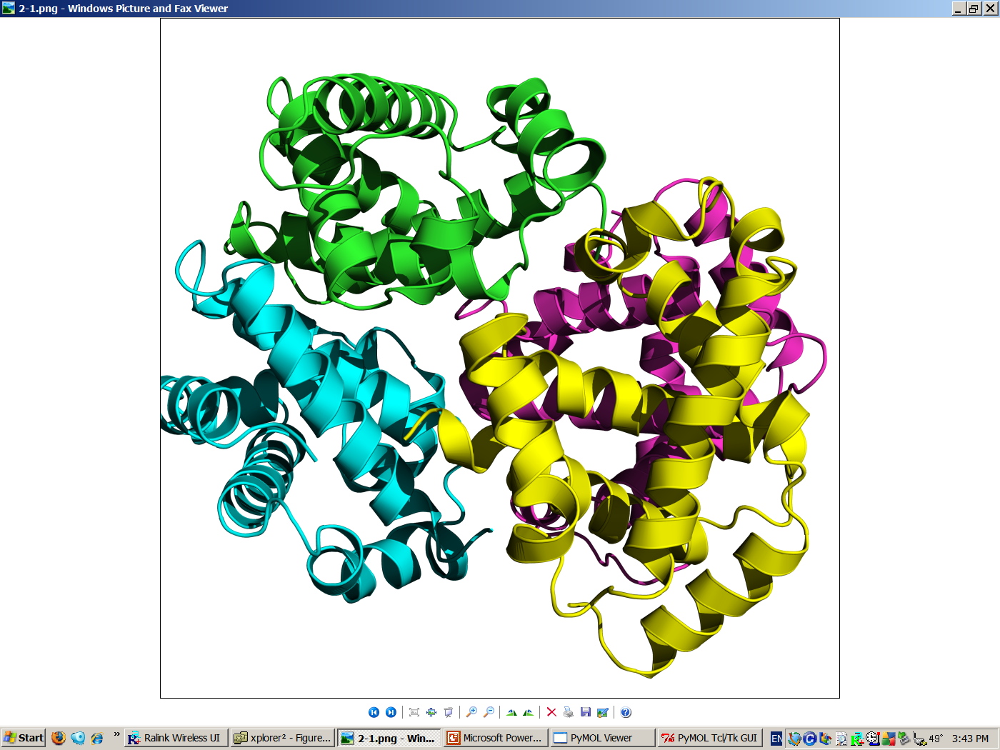 2-1.png - Windows Picture and Fax Viewer
Start
»
Ralink Wireless UI
xplorer² - Figure...
2-1.png - Win...
Microsoft Power...
PyMOL Viewer
PyMOL Tcl/Tk GUI
EN
49°
3:43 PM